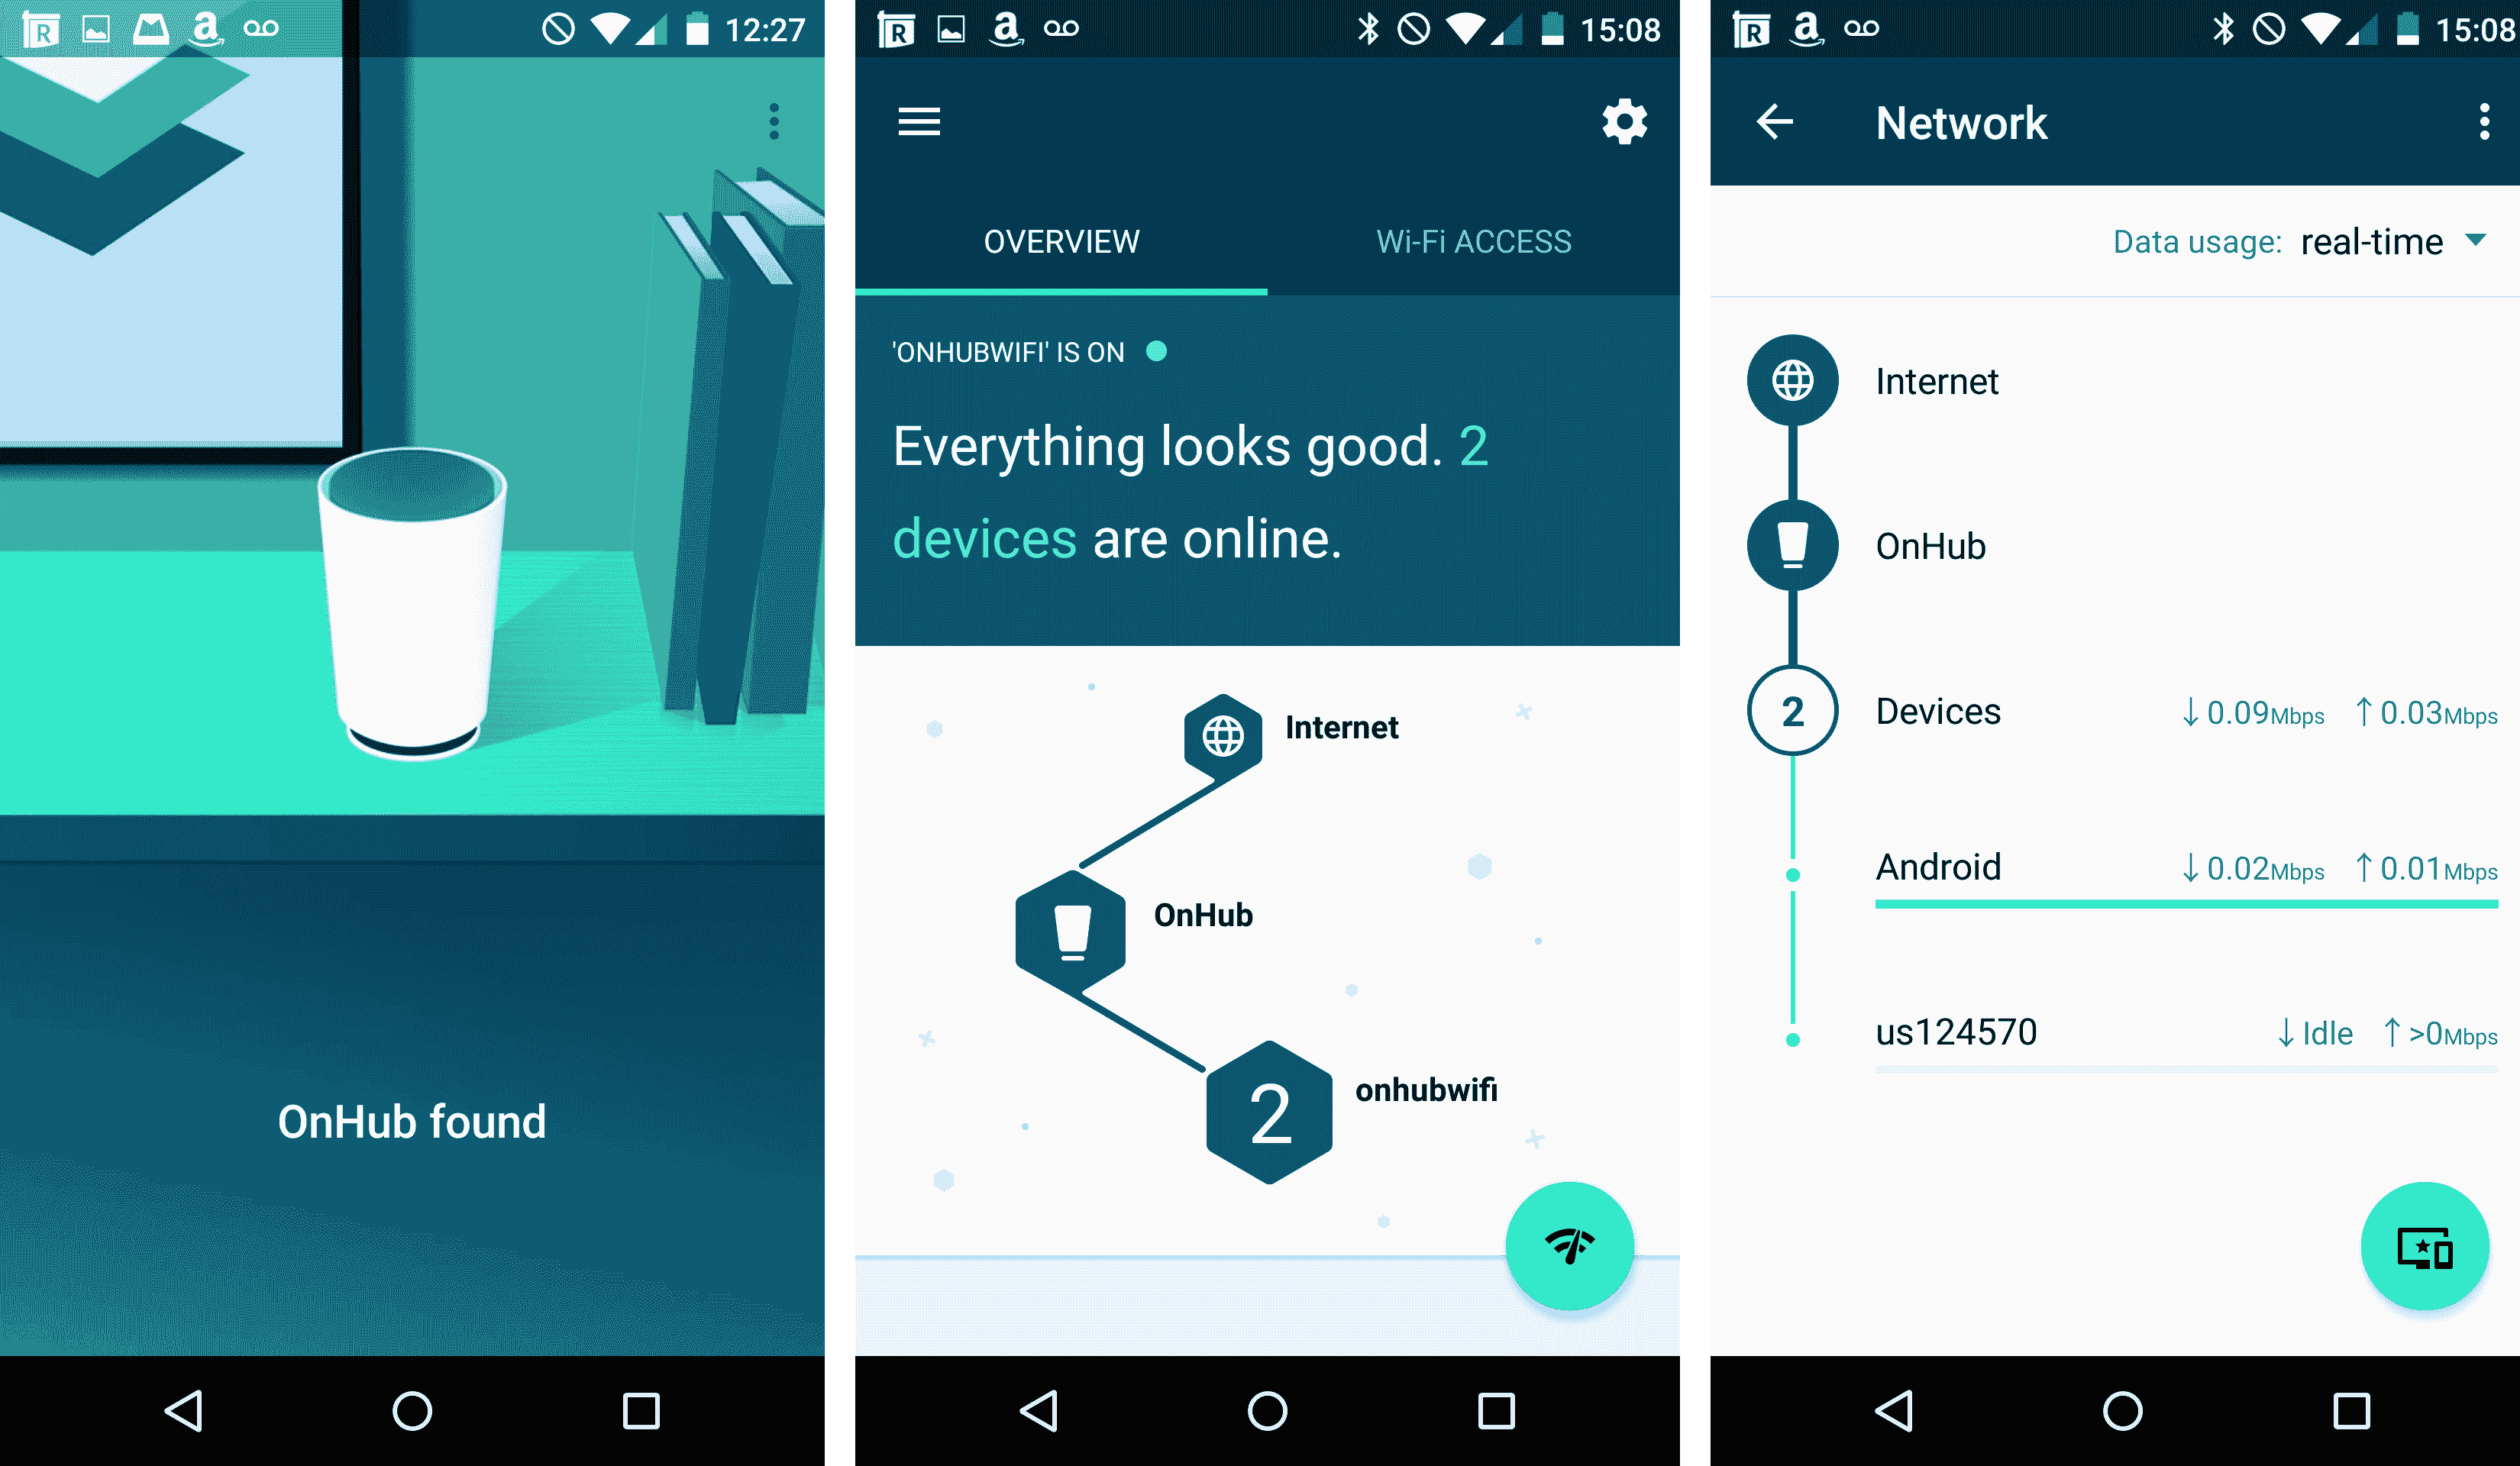 R a 12:27
OnHub found
R a 15:08
OVERVIEW Wi-Fi ACCESS
'ONHUBWIFI' IS ON
Everything looks good. 2
devices are online.
Internet
OnHub
2 onhubwifi
R a 15:08
Network
Data usage: real-time
Internet
OnHub
2 Devices ↓ 0.09Mbps ↑ 0.03Mbps
Android ↓ 0.02Mbps ↑ 0.01Mbps
us124570 ↓ Idle ↑ >0Mbps